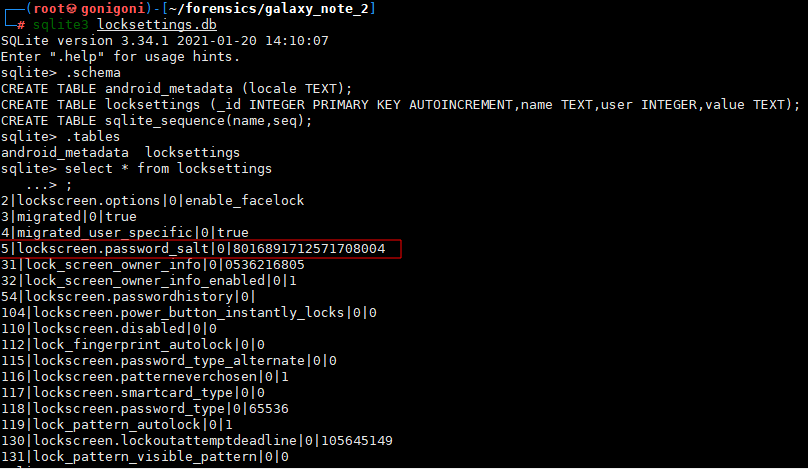 ┌──(root㉿gonigoni)-[~/forensics/galaxy_note_2]
└─# sqlite3 locksettings.db
SQLite version 3.34.1 2021-01-20 14:10:07
Enter ".help" for usage hints.
sqlite> .schema
CREATE TABLE android_metadata (locale TEXT);
CREATE TABLE locksettings (_id INTEGER PRIMARY KEY AUTOINCREMENT,name TEXT,user INTEGER,value TEXT);
CREATE TABLE sqlite_sequence(name,seq);
sqlite> .tables
android_metadata  locksettings
sqlite> select * from locksettings
   ...> ;
2|lockscreen.options|0|enable_facelock
3|migrated|0|true
4|migrated_user_specific|0|true
5|lockscreen.password_salt|0|8016891712571708004
31|lock_screen_owner_info|0|0536216805
32|lock_screen_owner_info_enabled|0|1
54|lockscreen.passwordhistory|0|
104|lockscreen.power_button_instantly_locks|0|0
110|lockscreen.disabled|0|0
112|lock_fingerprint_autolock|0|0
115|lockscreen.password_type_alternate|0|0
116|lockscreen.patterneverchosen|0|1
117|lockscreen.smartcard_type|0|0
118|lockscreen.password_type|0|65536
119|lock_pattern_autolock|0|1
130|lockscreen.lockoutattemptdeadline|0|105645149
131|lock_pattern_visible_pattern|0|0